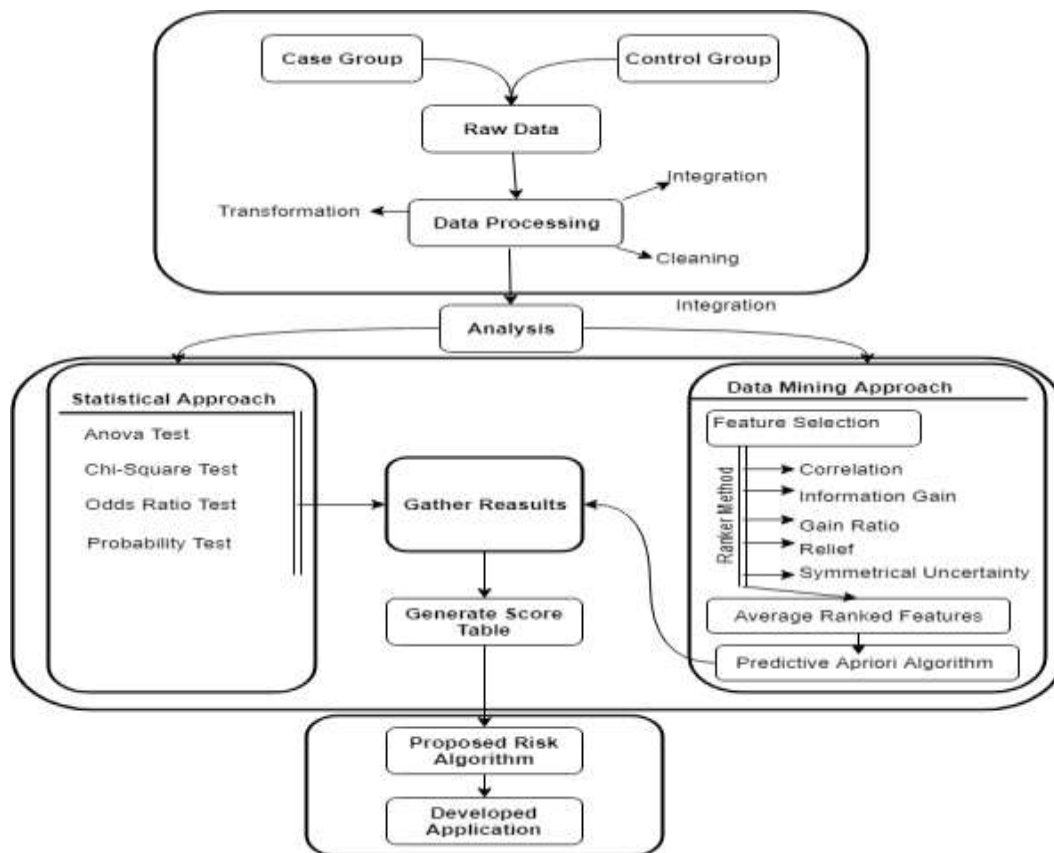 Case Group
Control Group
Raw Data
Integration
Transformation
Data Processing
Cleaning
Integration
Analysis
Statistical Approach
Anova Test
Chi-Square Test
Odds Ratio Test
Probability Test
Data Mining Approach
Feature Selection
Ranker Method
Correlation
Information Gain
Gain Ratio
Relief
Symmetrical Uncertainty
Average Ranked Features
Predictive Apriori Algorithm
Gather Reasults
Generate Score
Table
Proposed Risk
Algorithm
Developed
Application